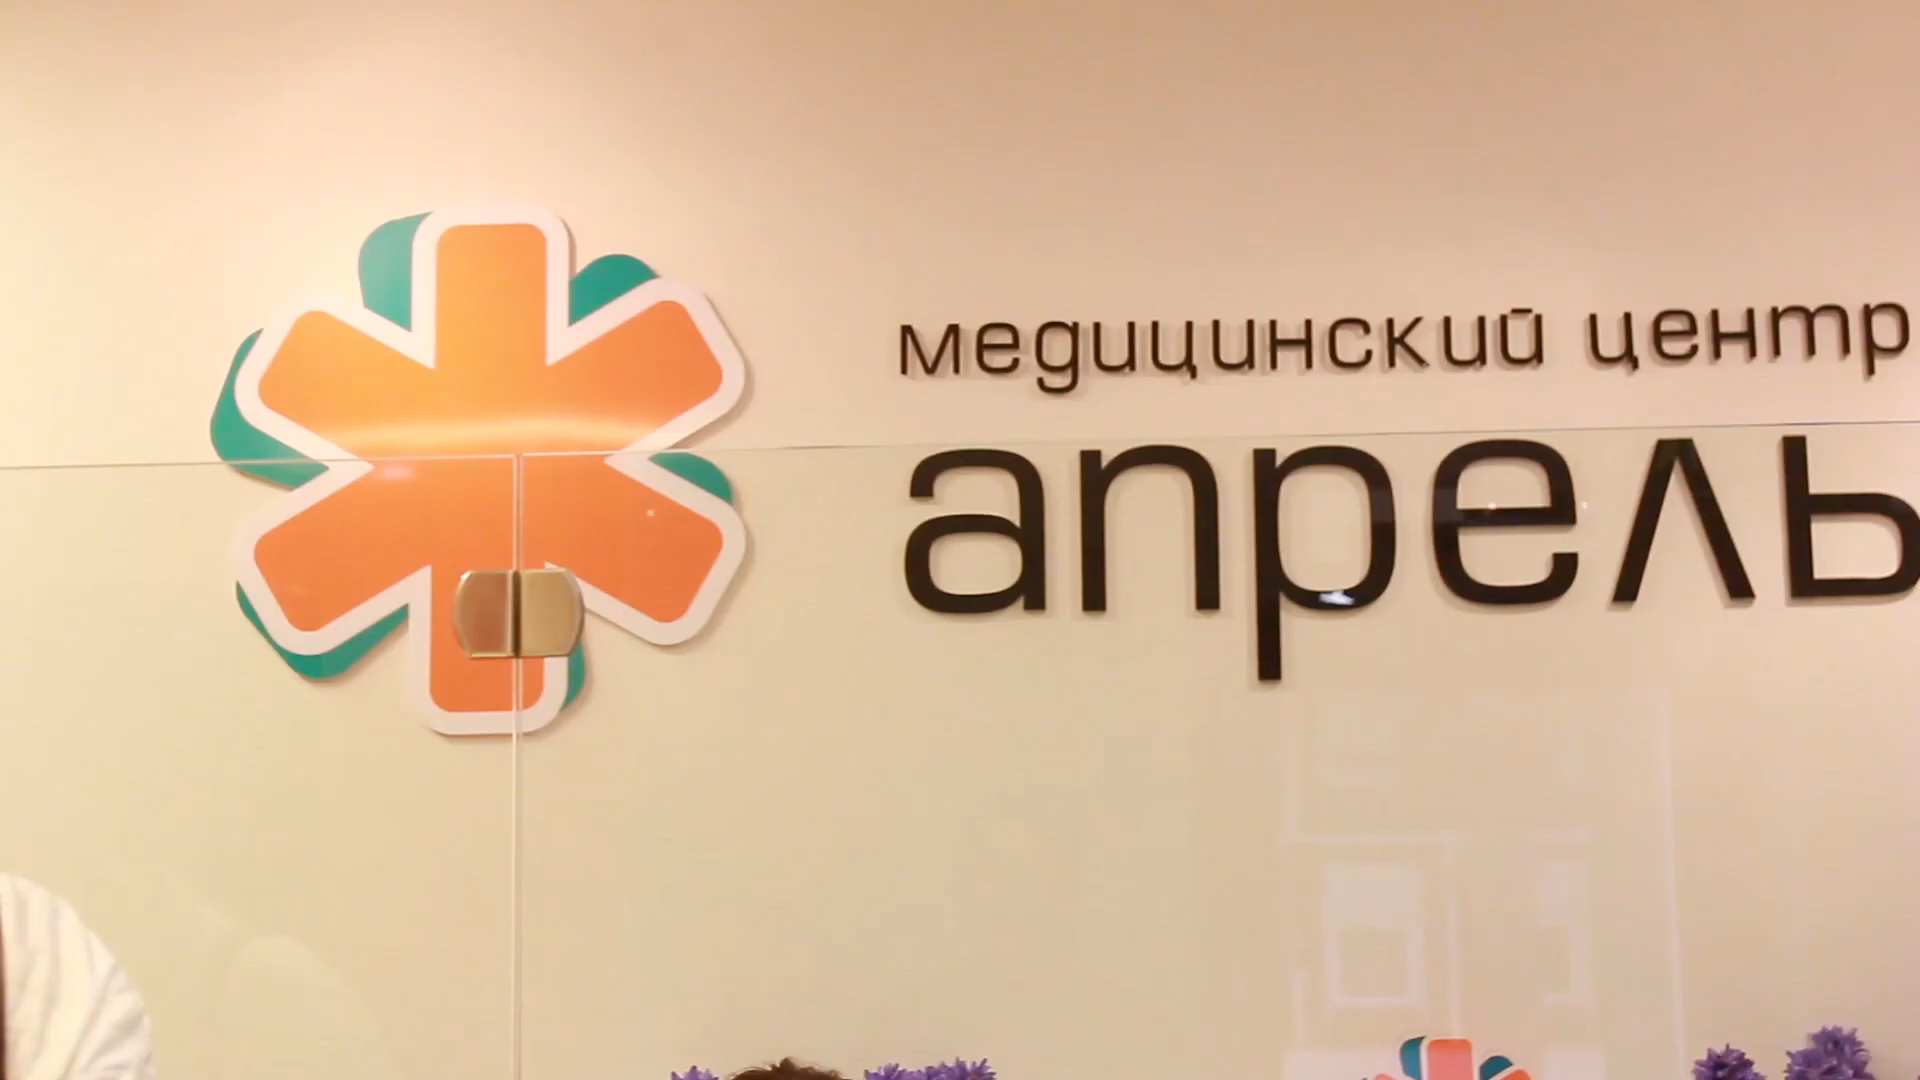 медицинский центр
апрель